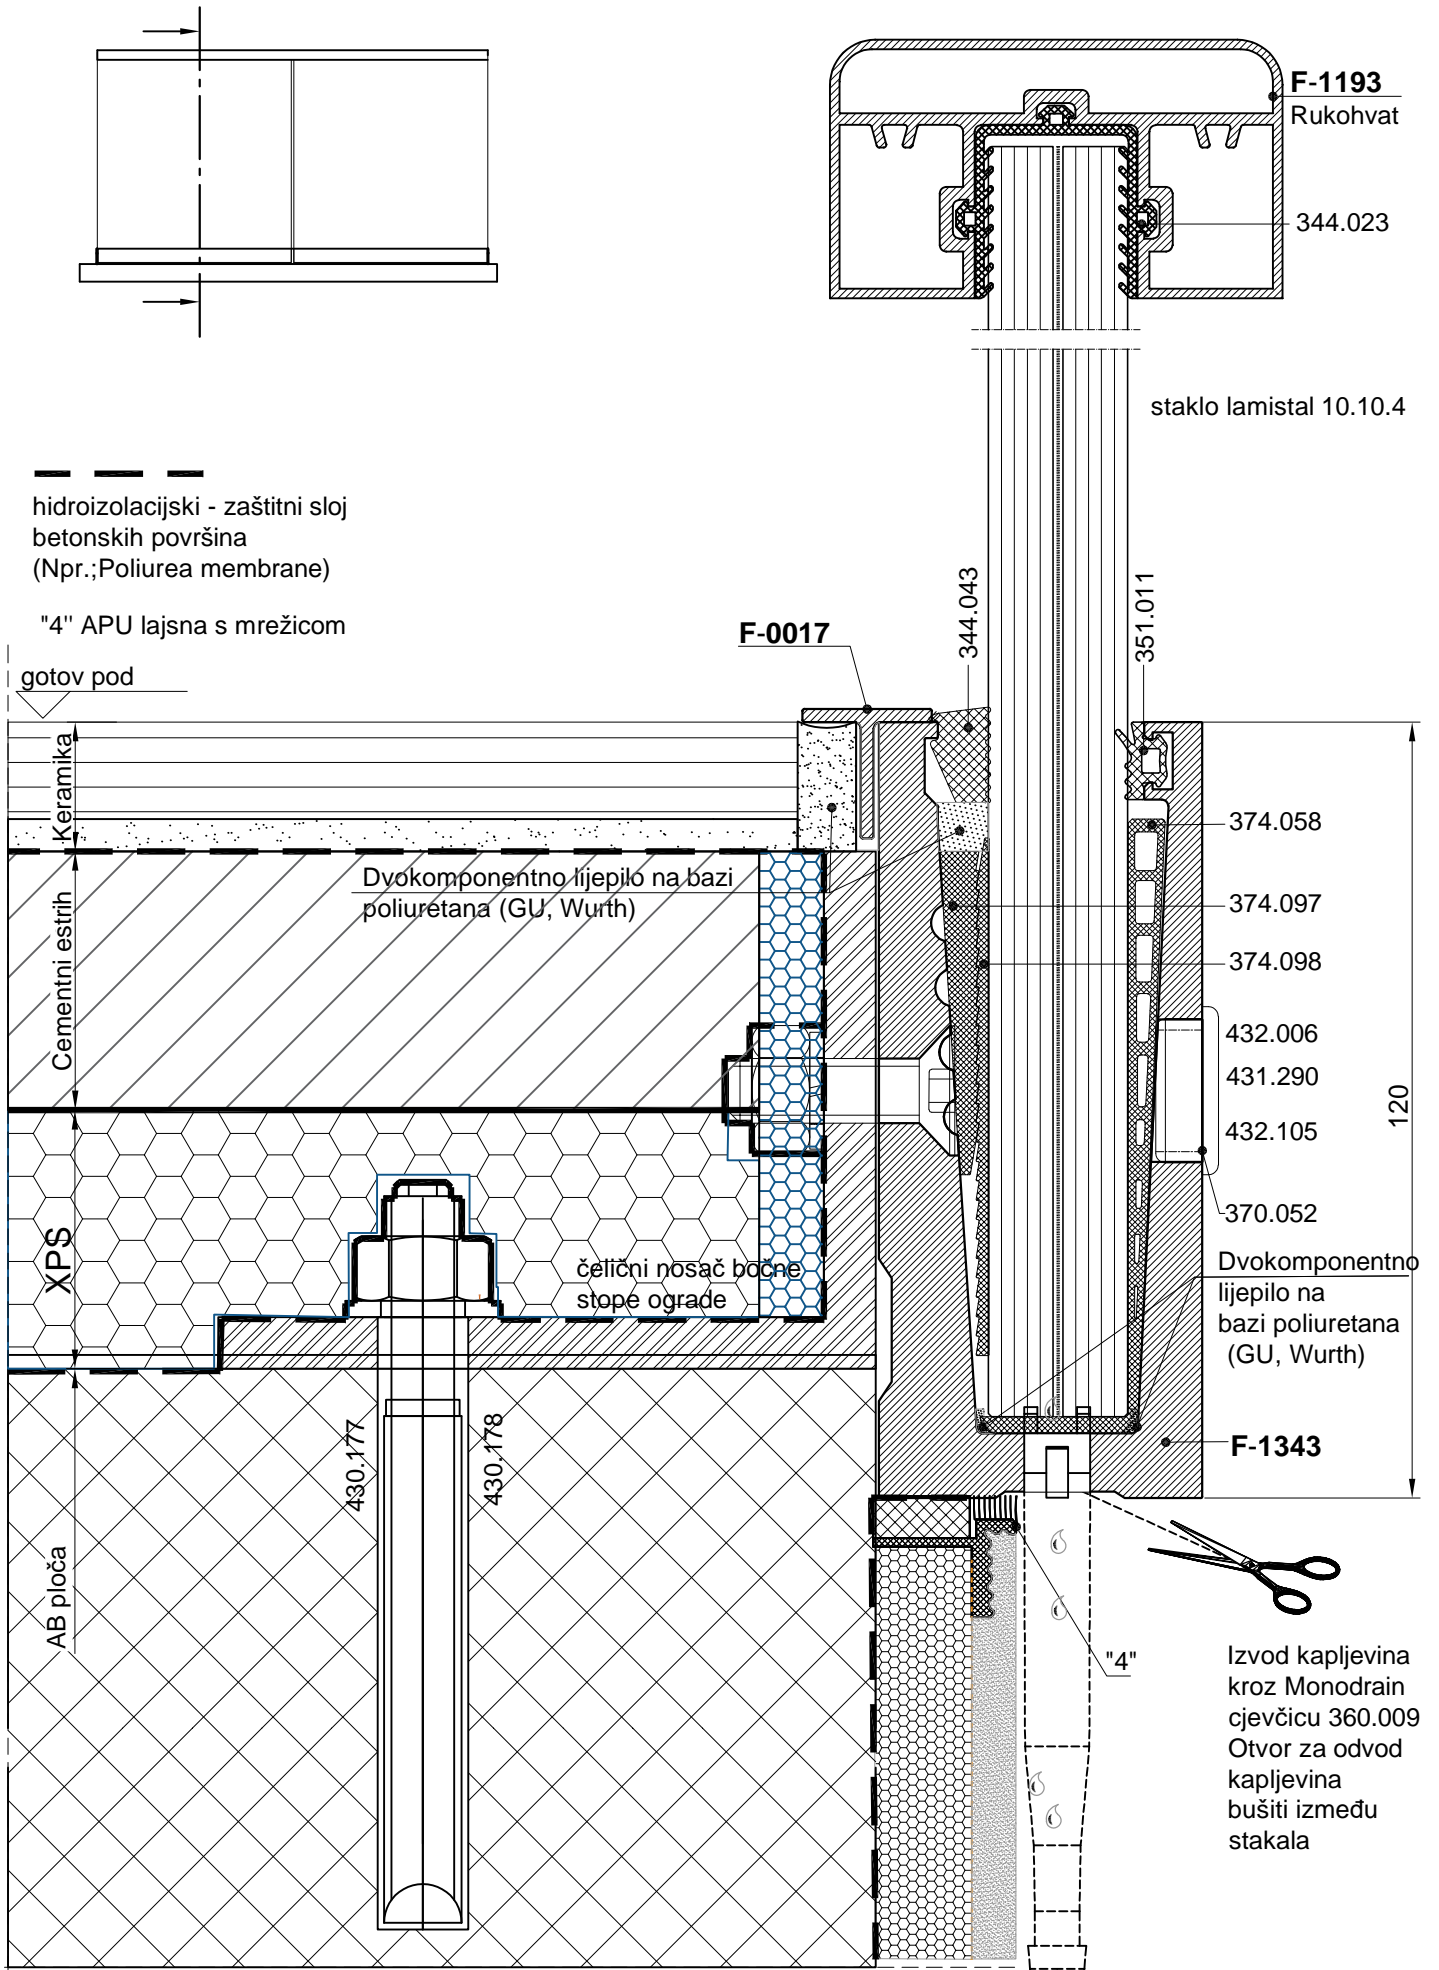 F-1193
Rukohvat
344.023
staklo lamistal 10.10.4
hidroizolacijski - zaštitni sloj
betonskih površina
(Npr.;Poliurea membrane)
"4" APU lajsna s mrežicom
gotov pod
F-0017
344.043
351.011
Keramika
Cementni estrih
XPS
AB ploča
Dvokomponentno lijepilo na bazi
poliuretana (GU, Wurth)
374.058
374.097
374.098
432.006
431.290
432.105
370.052
120
čelični nosač bočne
stope ograde
Dvokomponentno
lijepilo na
bazi poliuretana
(GU, Wurth)
430.177
430.178
F-1343
"4"
Izvod kapljevina
kroz Monodrain
cjevčicu 360.009
Otvor za odvod
kapljevina
bušiti između
stakala